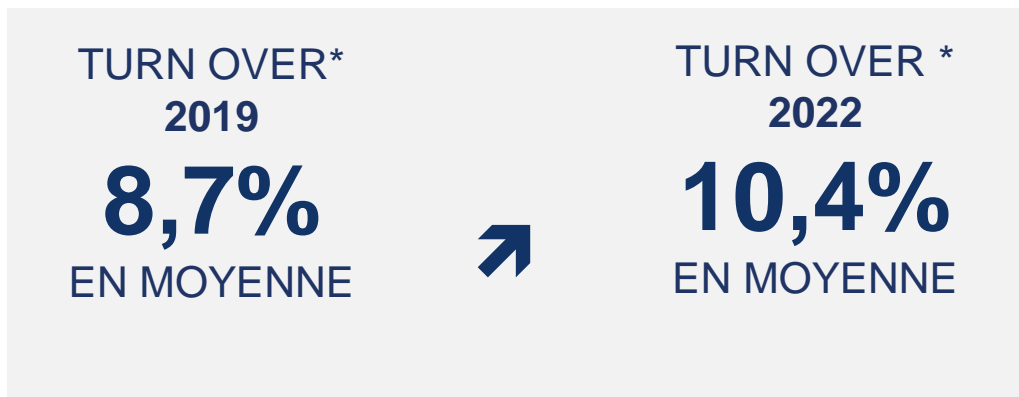 TURN OVER*
2019
8,7%
EN MOYENNE
TURN OVER *
2022
10,4%
EN MOYENNE